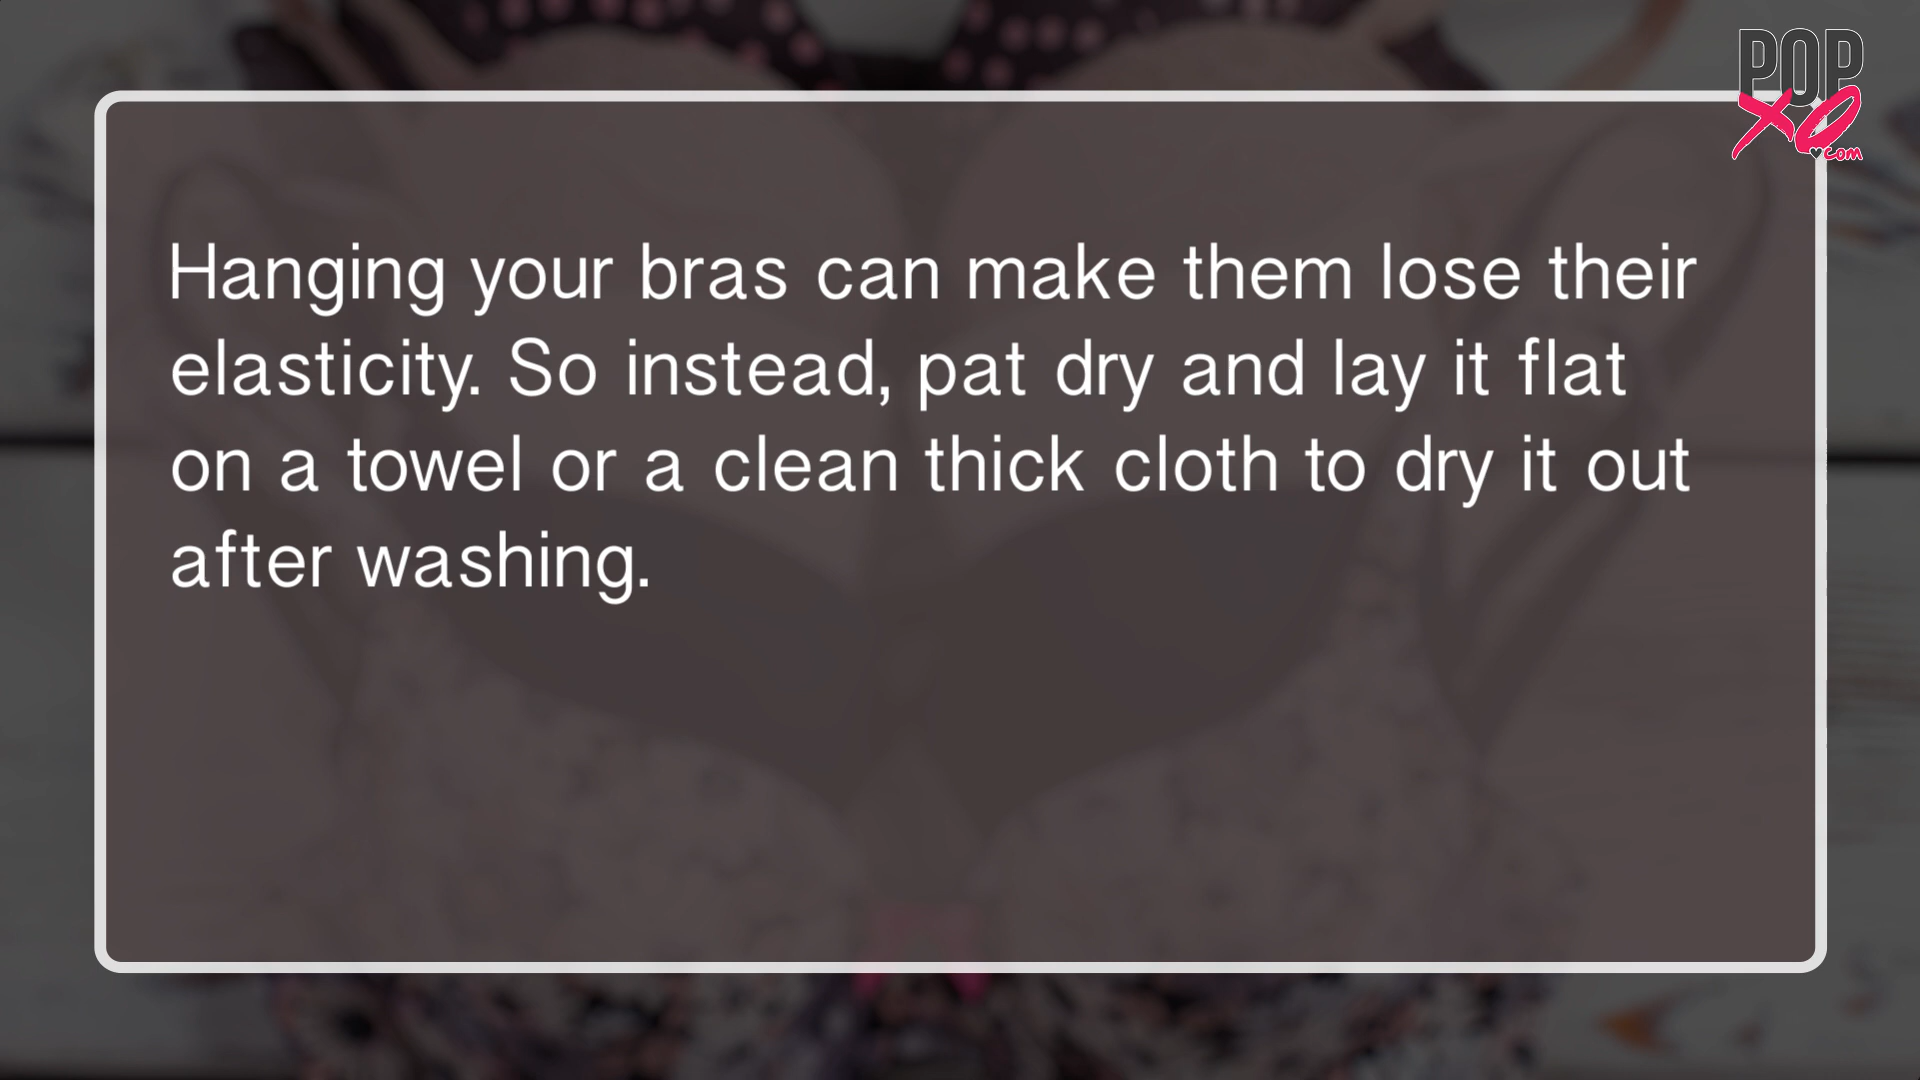 POP
XO
.com
Hanging your bras can make them lose their
elasticity. So instead, pat dry and lay it flat
on a towel or a clean thick cloth to dry it out
after washing.